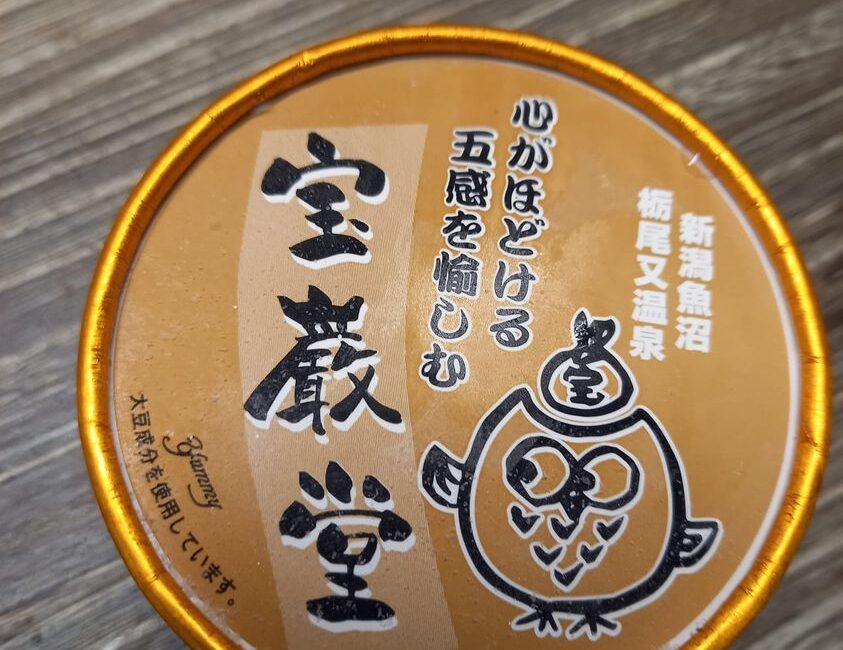 新潟魚沼
栃尾又温泉
心がほどける
五感を愉しむ
宝
宝巌堂
yummy
大豆成分を使用しています。